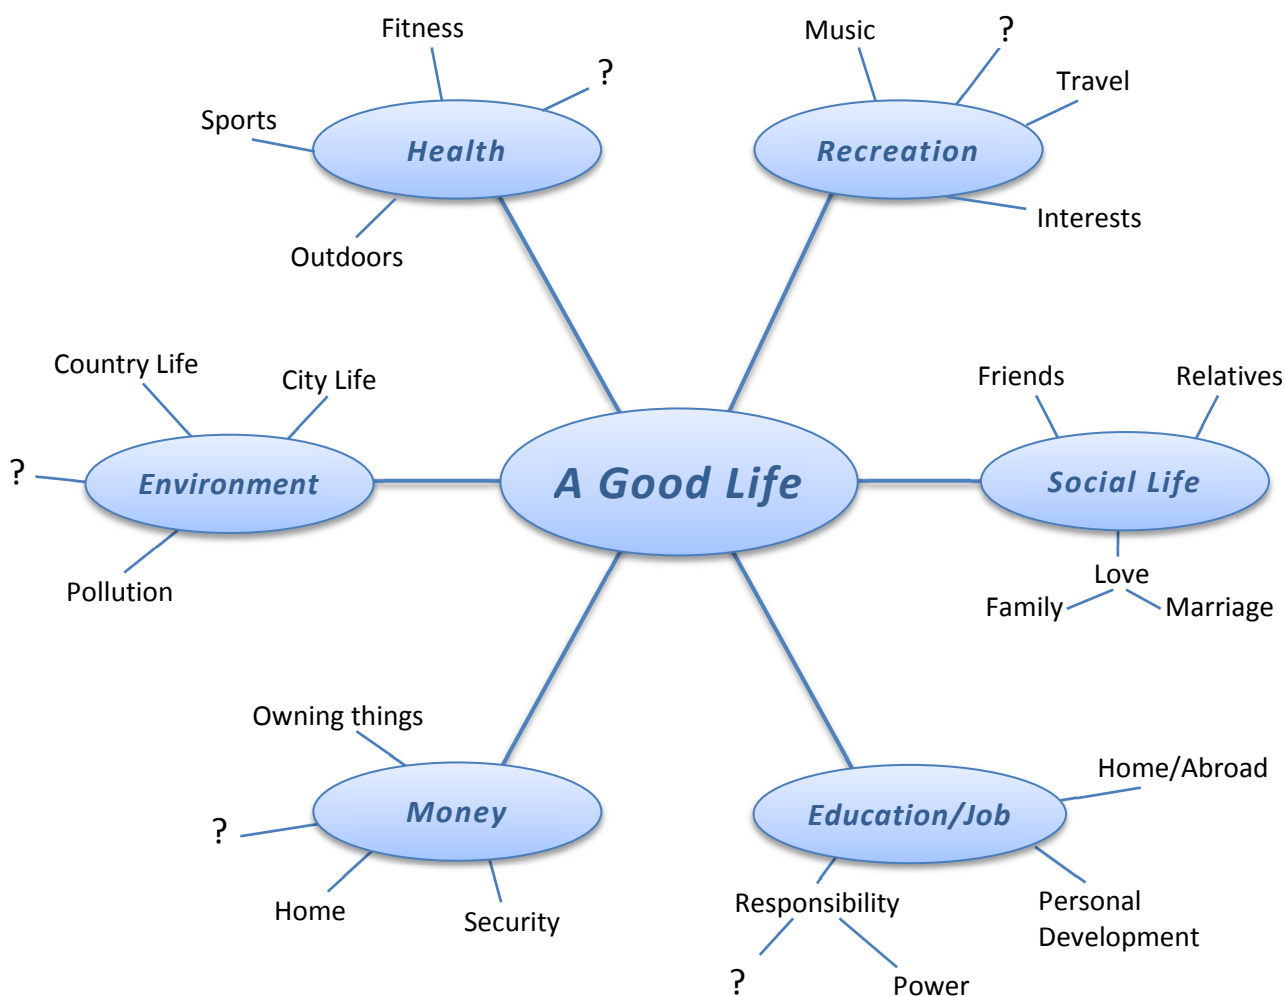 Fitness
?
Sports
Health
Outdoors
Music
?
Travel
Recreation
Interests
Country Life
City Life
?
Environment
Pollution
A Good Life
Friends
Relatives
Social Life
Love
Family
Marriage
Owning things
Money
?
Home
Security
Home/Abroad
Education/Job
Responsibility
Personal
Development
?
Power